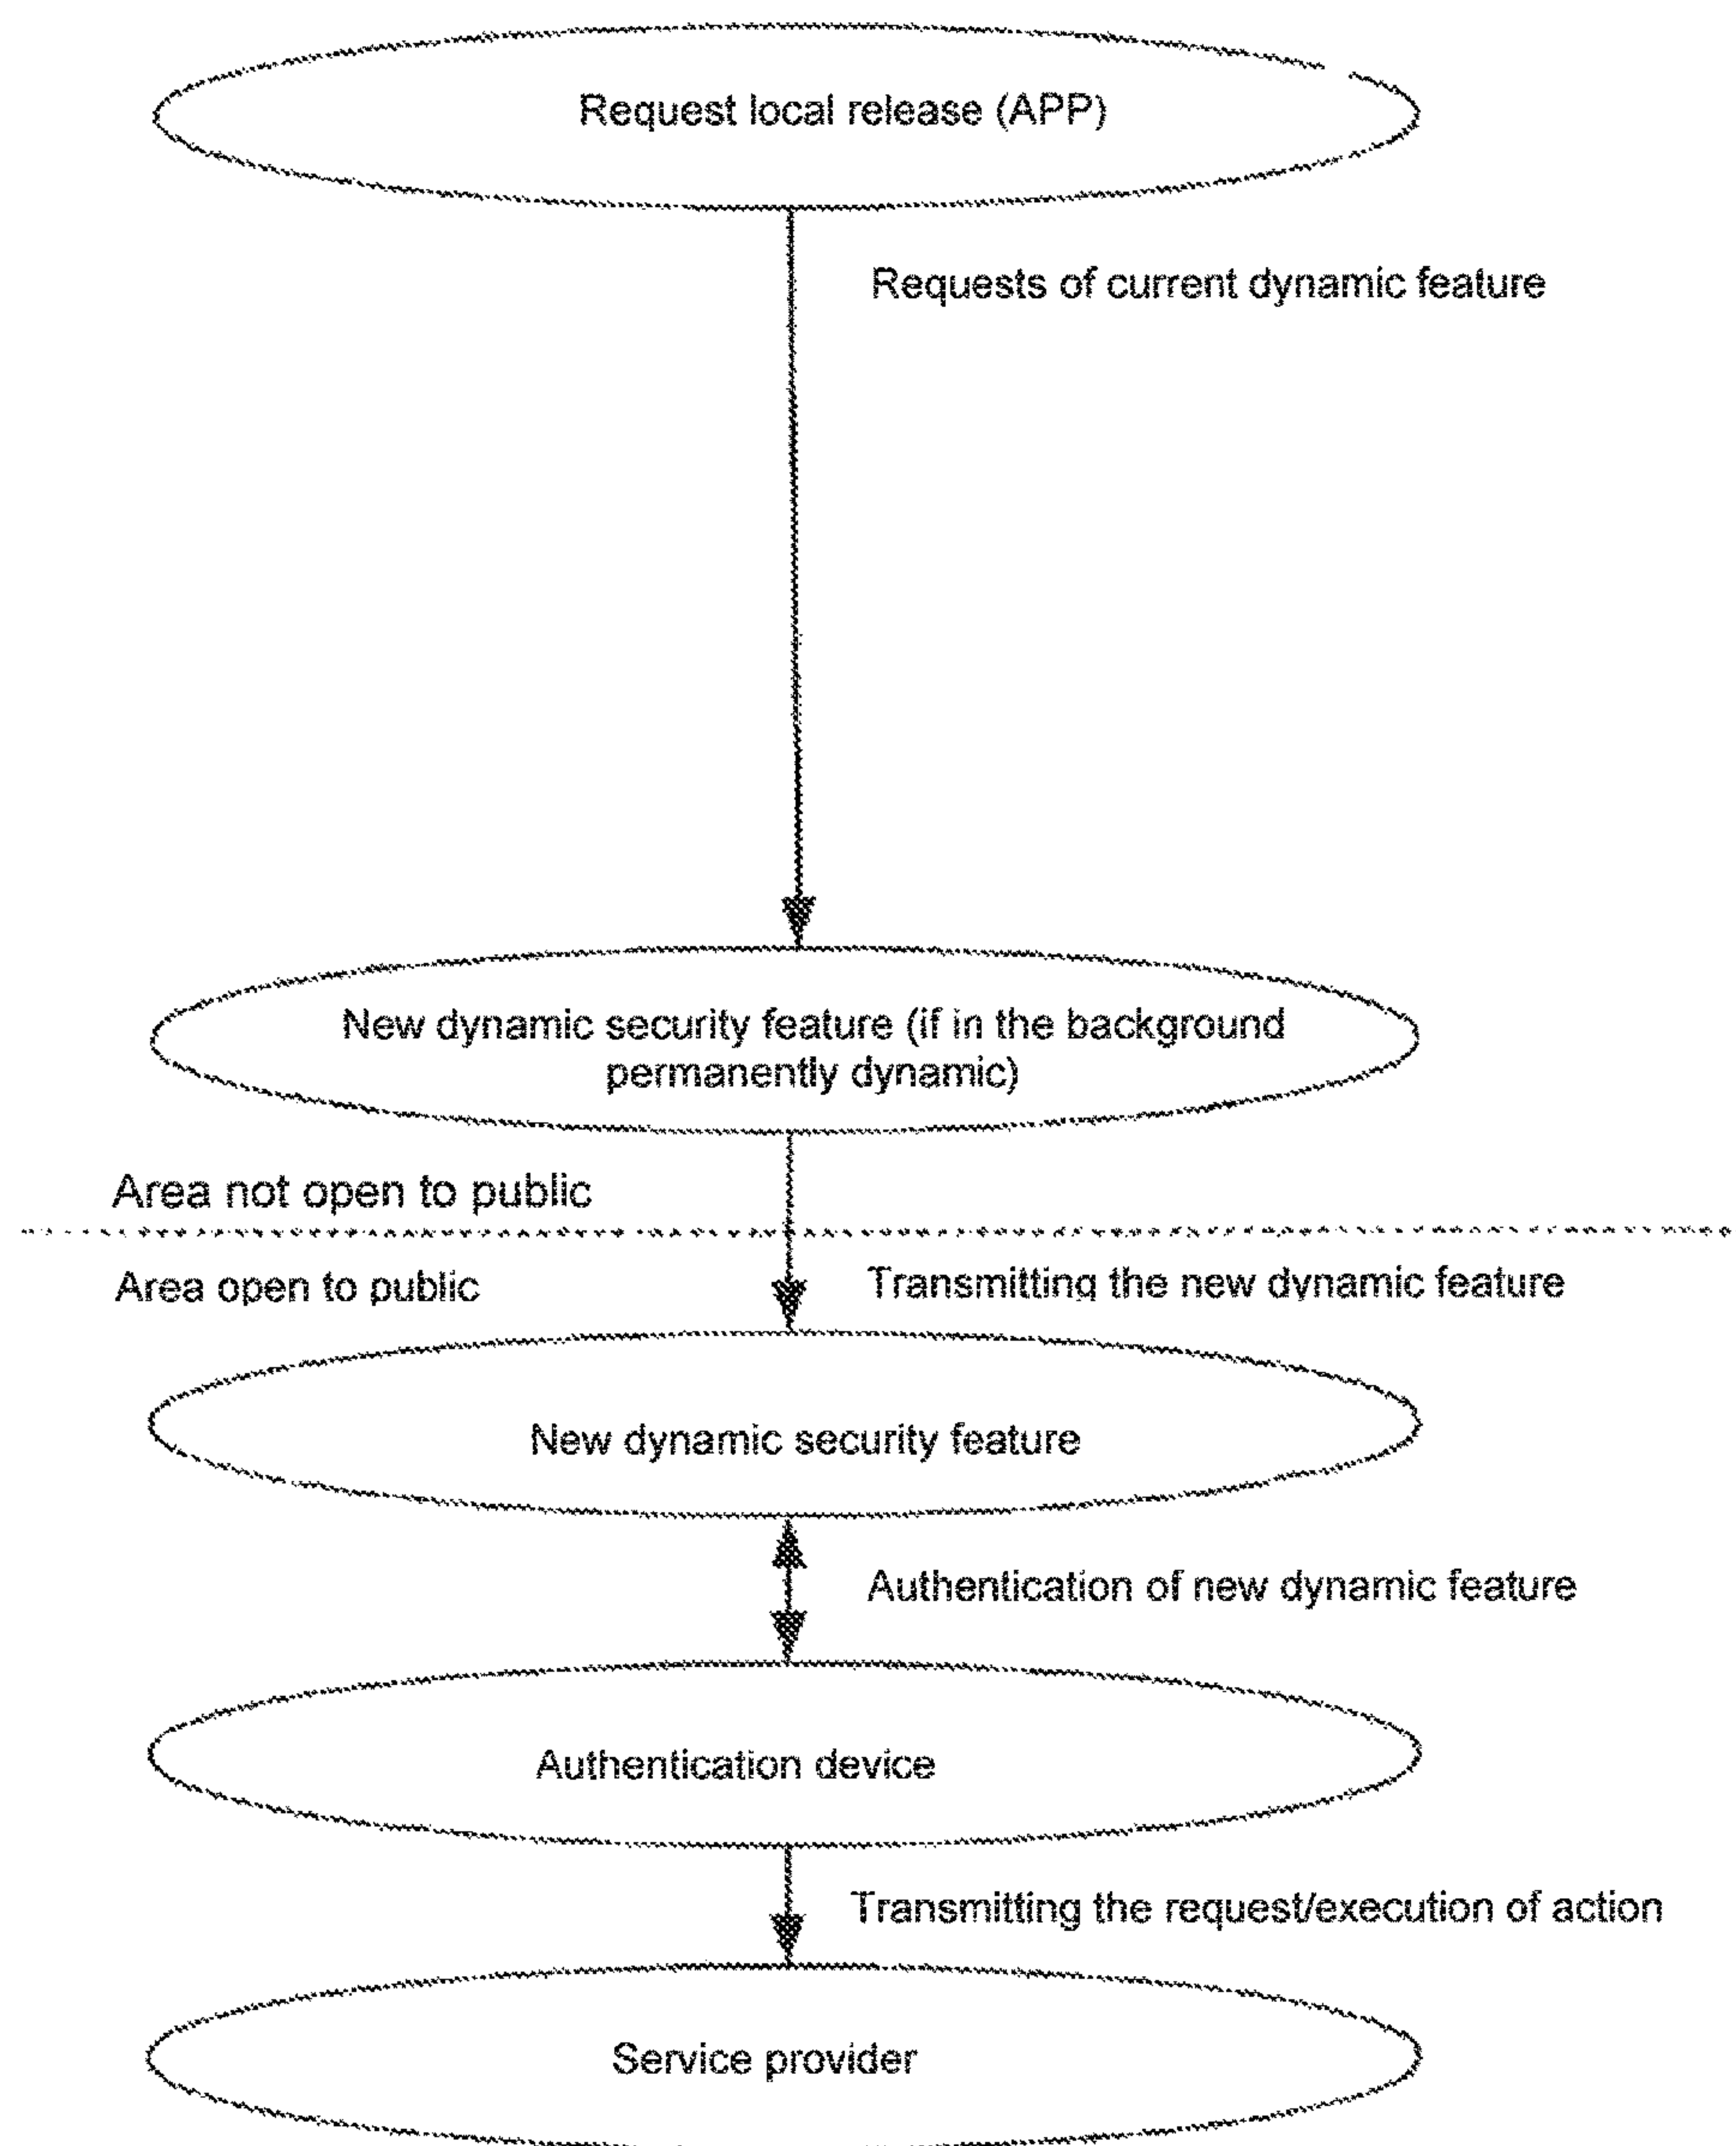 Request local release (APP)
Requests of current dynamic feature
New dynamic security feature (if in the background
permanently dynamic)
Area not open to public
Area open to public
Transmitting the new dynamic feature
New dynamic security feature
Authentication of new dynamic feature
Authentication device
Transmitting the request/execution of action
Service provider